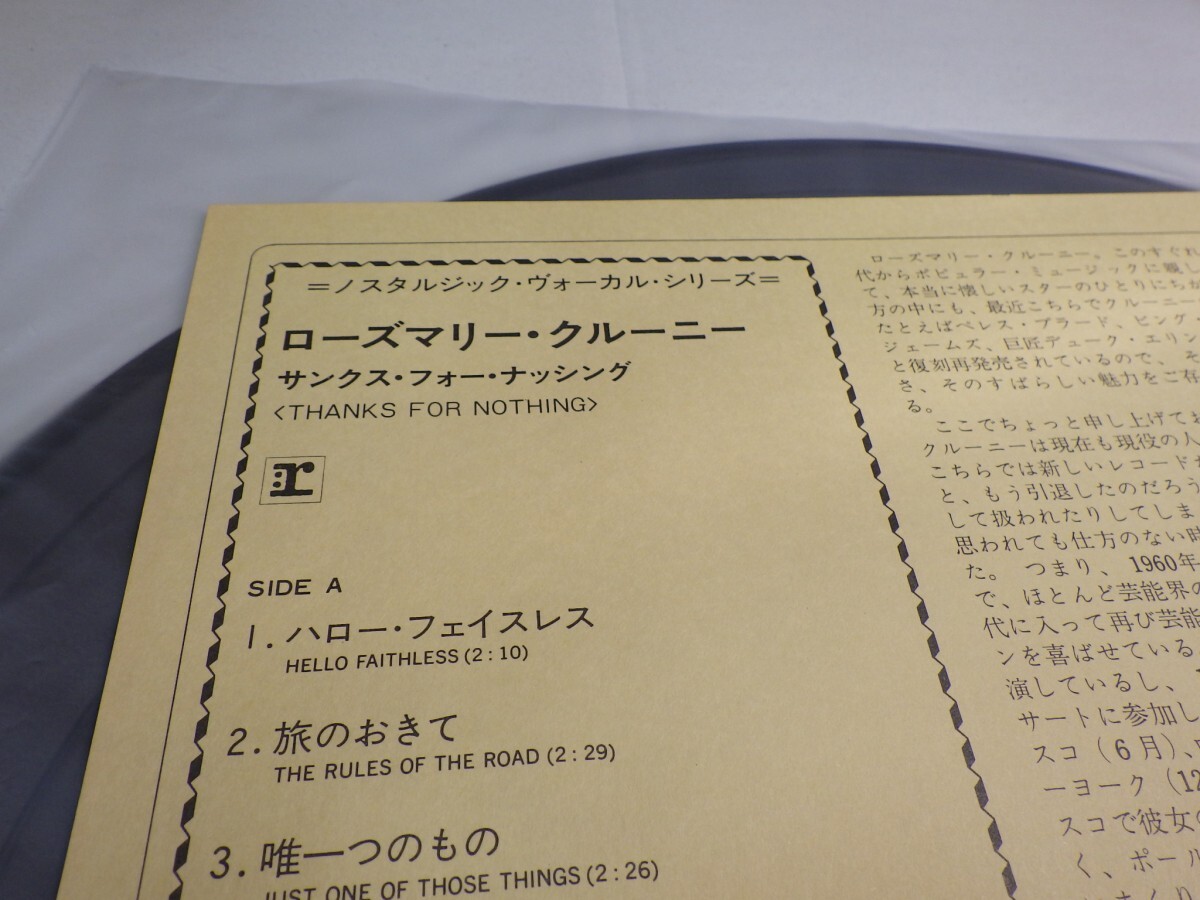 =ノスタルジック・ヴォーカル・シリーズ=
ローズマリー・クルーニー
サンクス・フォー・ナッシング
<THANKS FOR NOTHING>
r
SIDE A
1. ハロー・フェイスレス
HELLO FAITHLESS (2:10)
2. 旅のおきて
THE RULES OF THE ROAD (2:29)
3. 唯一つのもの
JUST ONE OF THOSE THINGS (2:26)
ローズマリー・クルーニー。このすぐれ
代からポピュラー・ミュージックに親し
て、本当に懐しいスターのひとりにちが
方の中にも、最近こちらでクルーニー
たとえばペレス・プラード、ビング・
ジェームズ、巨匠デューク・エリン
と復刻再発売されているので、そ
さ、そのすばらしい魅力をご存
る。
ここでちょっと申し上げてお
クルーニーは現在も現役の人
こちらでは新しいレコードが
と、もう引退したのだろう
して扱われたりしてしま
思われても仕方のない時
た。 つまり、1960年
で、ほとんど芸能界の
代に入って再び芸能
ンを喜ばせている
演しているし、
サートに参加し
スコ（6月）、
ーヨーク（12
スコで彼女の
く、ポール